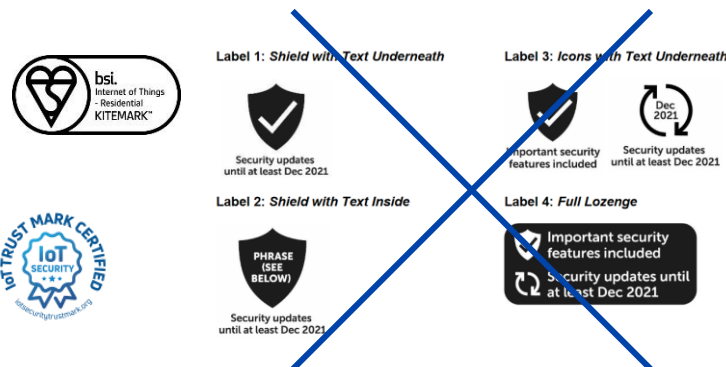 bsi.
Internet of Things
- Residential
KITEMARK™
IoT TRUST MARK CERTIFIED
IoT
SECURITY
iotsecuritytrustmark.org
Label 1: Shield with Text Underneath
Security updates
until at least Dec 2021
Label 2: Shield with Text Inside
PHRASE
(SEE
BELOW)
Security updates
until at least Dec 2021
Label 3: Icons with Text Underneath
Important security
features included
Dec
2021
Security updates
until at least Dec 2021
Label 4: Full Lozenge
Important security
features included
Security updates until
at least Dec 2021